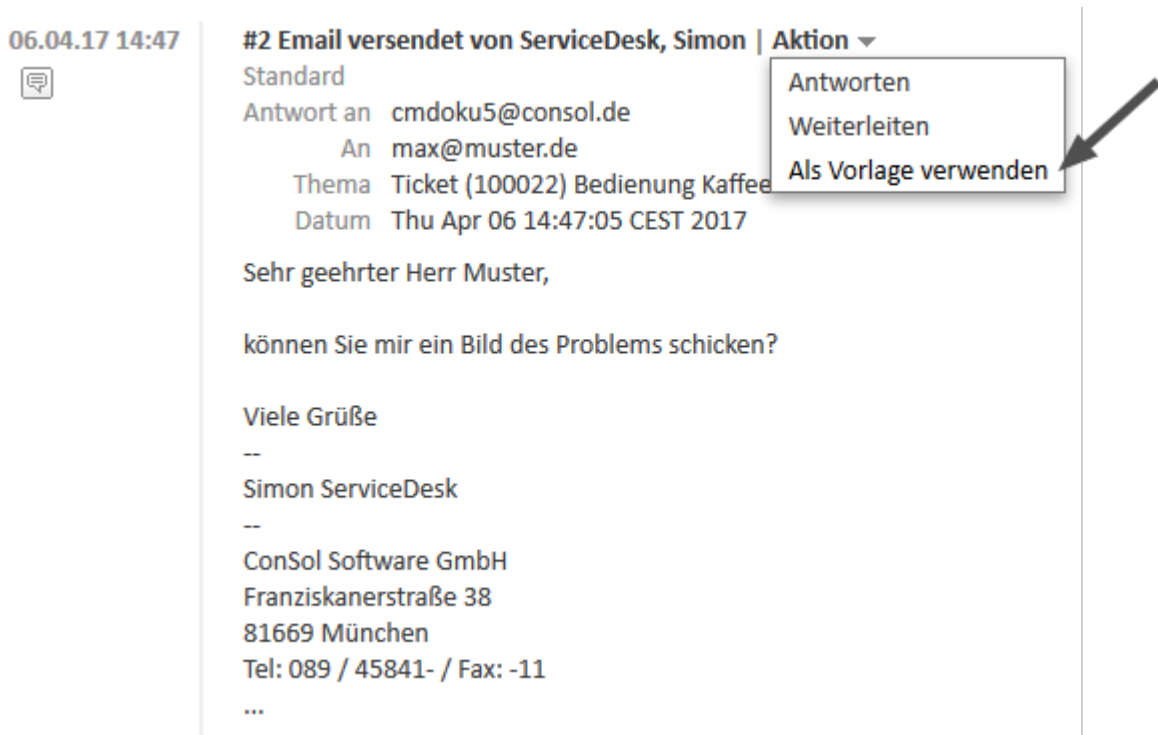 06.04.17 14:47
#2 Email versendet von ServiceDesk, Simon | Aktion
Standard
Antwort an cmdoku5@consol.de
An max@muster.de
Thema Ticket (100022) Bedienung Kaffee
Datum Thu Apr 06 14:47:05 CEST 2017
Antworten
Weiterleiten
Als Vorlage verwenden
Sehr geehrter Herr Muster,
können Sie mir ein Bild des Problems schicken?
Viele Grüße
--
Simon ServiceDesk
--
ConSol Software GmbH
Franziskanerstraße 38
81669 München
Tel: 089 / 45841- / Fax: -11
...